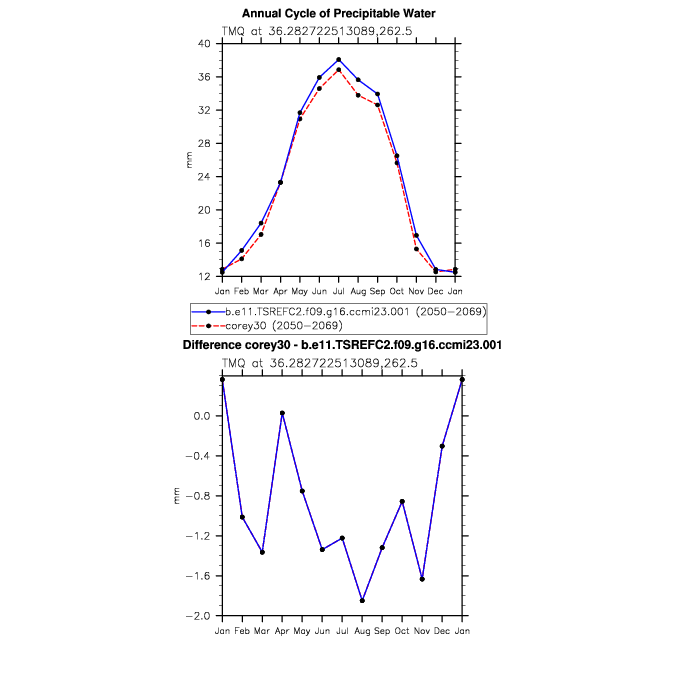 Annual Cycle of Precipitable Water
TMQ at 36.282722513089,262.5
40
36
32
28
24
20
16
12
mm
Jan Feb Mar Apr May Jun Jul Aug Sep Oct Nov Dec Jan
b.e11.TSREFC2.f09.g16.ccmi23.001 (2050-2069)
corey30 (2050-2069)
Difference corey30 - b.e11.TSREFC2.f09.g16.ccmi23.001
TMQ at 36.282722513089,262.5
0.0
-0.4
-0.8
-1.2
-1.6
-2.0
mm
Jan Feb Mar Apr May Jun Jul Aug Sep Oct Nov Dec Jan